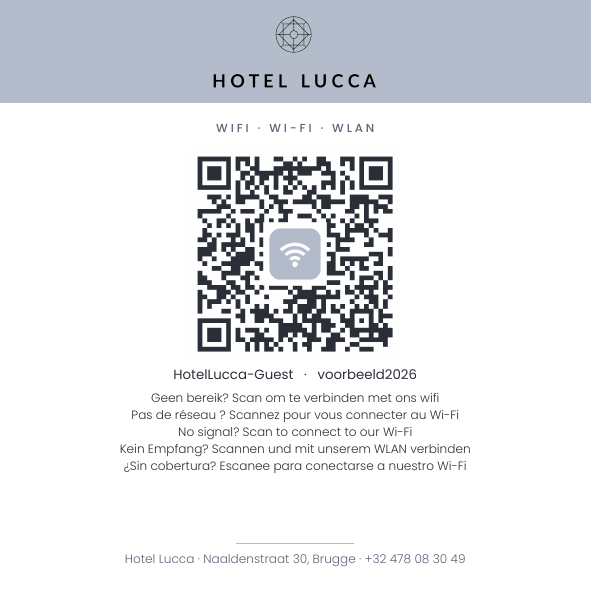 HOTEL LUCCA
WIFI · WI-FI · WLAN
HotelLucca-Guest · voorbeeld2026
Geen bereik? Scan om te verbinden met ons wifi
Pas de réseau ? Scannez pour vous connecter au Wi-Fi
No signal? Scan to connect to our Wi-Fi
Kein Empfang? Scannen und mit unserem WLAN verbinden
¿Sin cobertura? Escanee para conectarse a nuestro Wi-Fi
Hotel Lucca · Naaldenstraat 30, Brugge · +32 478 08 30 49